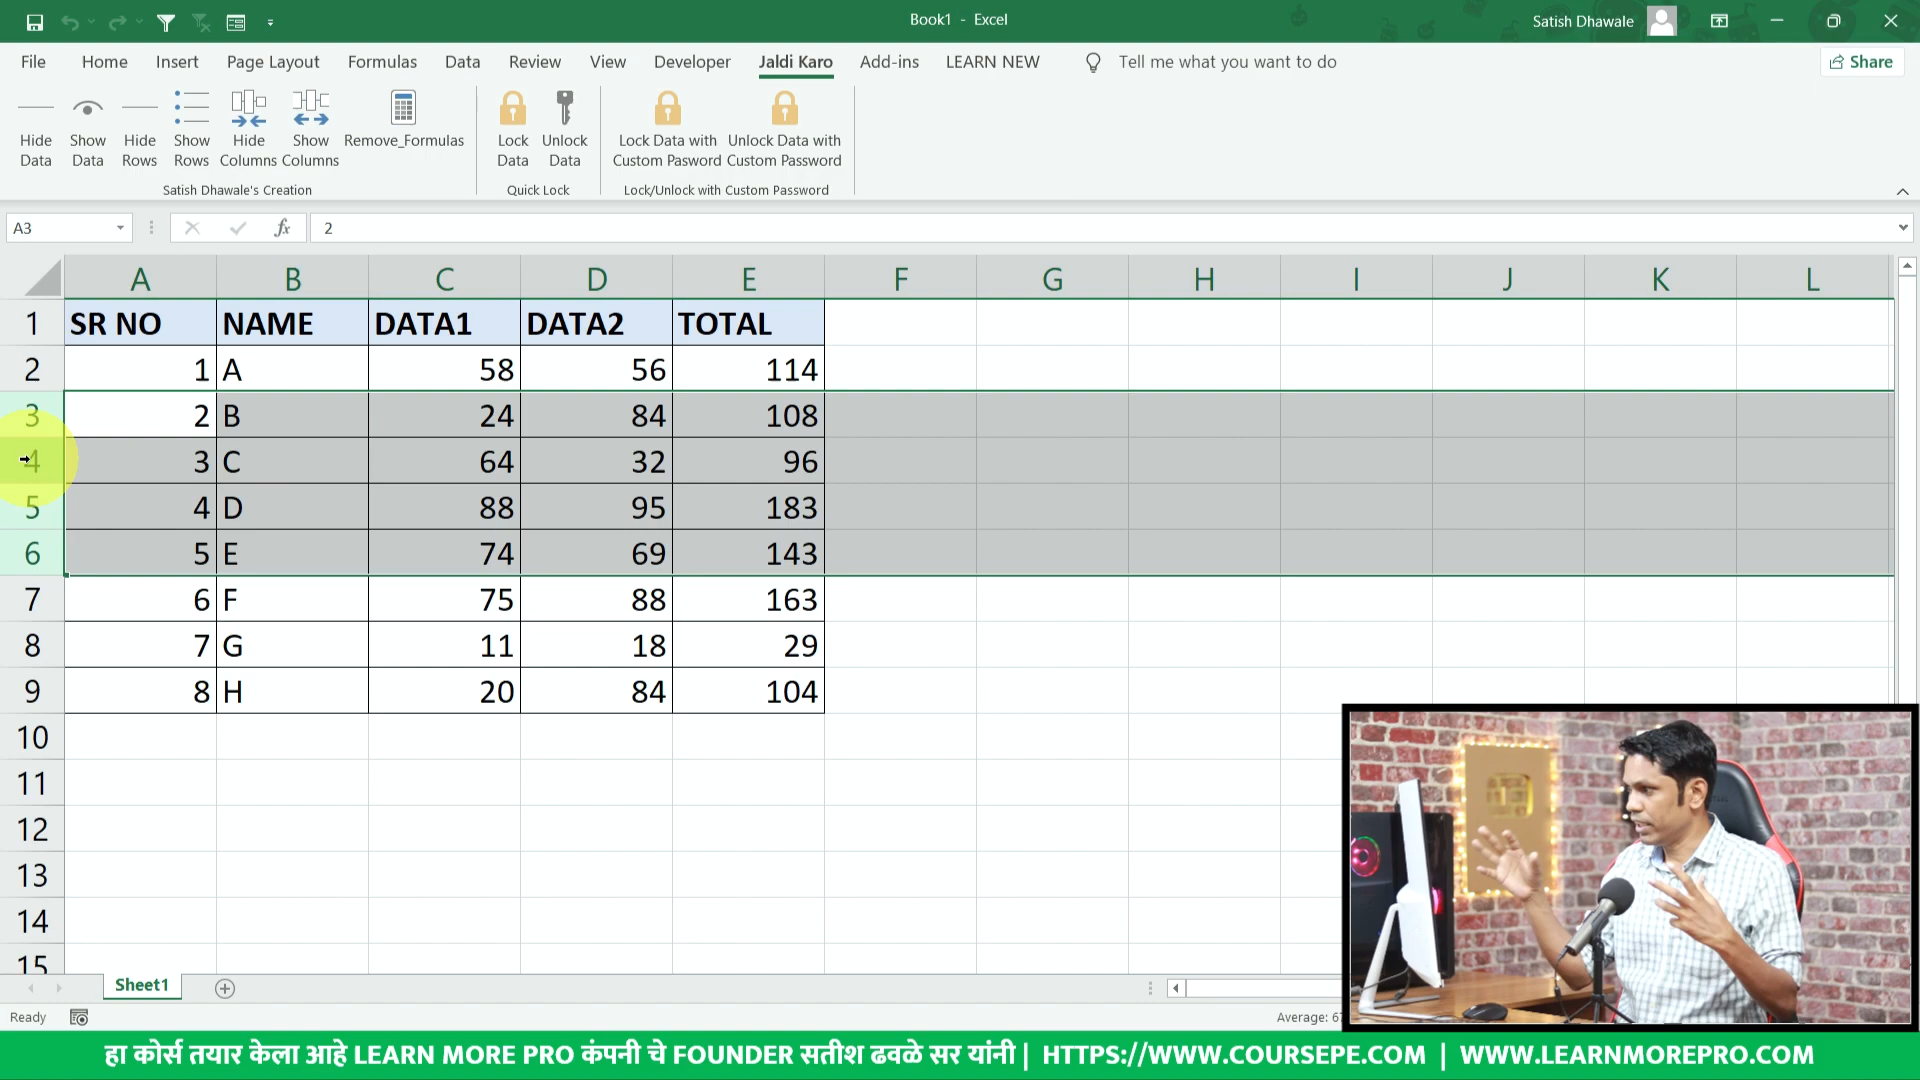 Book1 - Excel
Satish Dhawale
File Home Insert Page Layout Formulas Data Review View Developer Jaldi Karo Add-ins LEARN NEW Tell me what you want to do Share
Hide Data Show Data Hide Rows Show Rows Hide Columns Show Columns Remove_Formulas Lock Data Unlock Data Lock Data with Custom Pasword Unlock Data with Custom Password
Satish Dhawale's Creation Quick Lock Lock/Unlock with Custom Password
A3 fx 2
A B C D E F G H I J K L
1 SR NO NAME DATA1 DATA2 TOTAL
2 1 A 58 56 114
3 2 B 24 84 108
4 3 C 64 32 96
5 4 D 88 95 183
6 5 E 74 69 143
7 6 F 75 88 163
8 7 G 11 18 29
9 8 H 20 84 104
10
11
12
13
14
15
Sheet1
Ready Average:
हा कोर्स तयार केला आहे LEARN MORE PRO कंपनी चे FOUNDER सतीश ढवळे सर यांनी | HTTPS://WWW.COURSEPE.COM | WWW.LEARNMOREPRO.COM